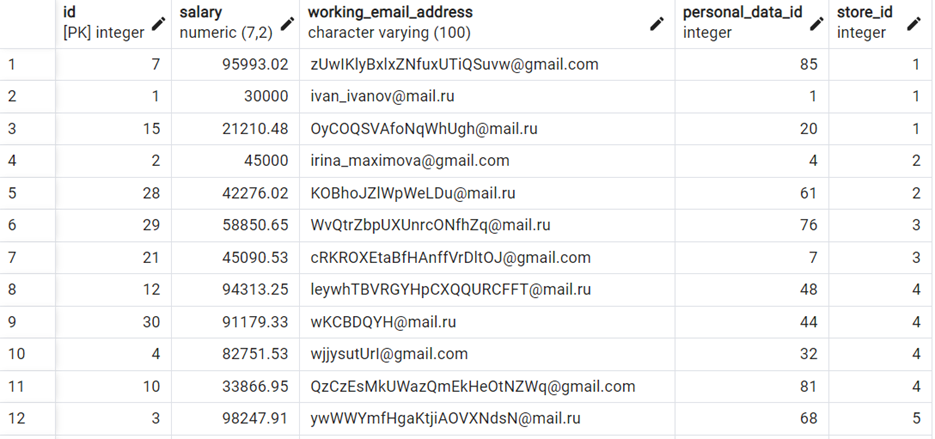 id salary working_email_address personal_data_id store_id
[PK] integer numeric (7,2) character varying (100) integer integer
1 7 95993.02 zUwIKlyBxlxZNfuxUTiQSuvw@gmail.com 85 1
2 1 30000 ivan_ivanov@mail.ru 1 1
3 15 21210.48 OyCOQSVAfoNqWhUgh@mail.ru 20 1
4 2 45000 irina_maximova@gmail.com 4 2
5 28 42276.02 KOBhoJZlWpWeLDu@mail.ru 61 2
6 29 58850.65 WvQtrZbpUXUnrcONfhZq@mail.ru 76 3
7 21 45090.53 cRKROXEtaBfHAnffVrDltOJ@gmail.com 7 3
8 12 94313.25 leywhTBVRGYHpCXQQURCFFT@mail.ru 48 4
9 30 91179.33 wKCBDQYH@mail.ru 44 4
10 4 82751.53 wjjysutUrI@gmail.com 32 4
11 10 33866.95 QzCzEsMkUWazQmEkHeOtNZWq@gmail.com 81 4
12 3 98247.91 ywWWYmfHgaKtjiAOVXNdsN@mail.ru 68 5